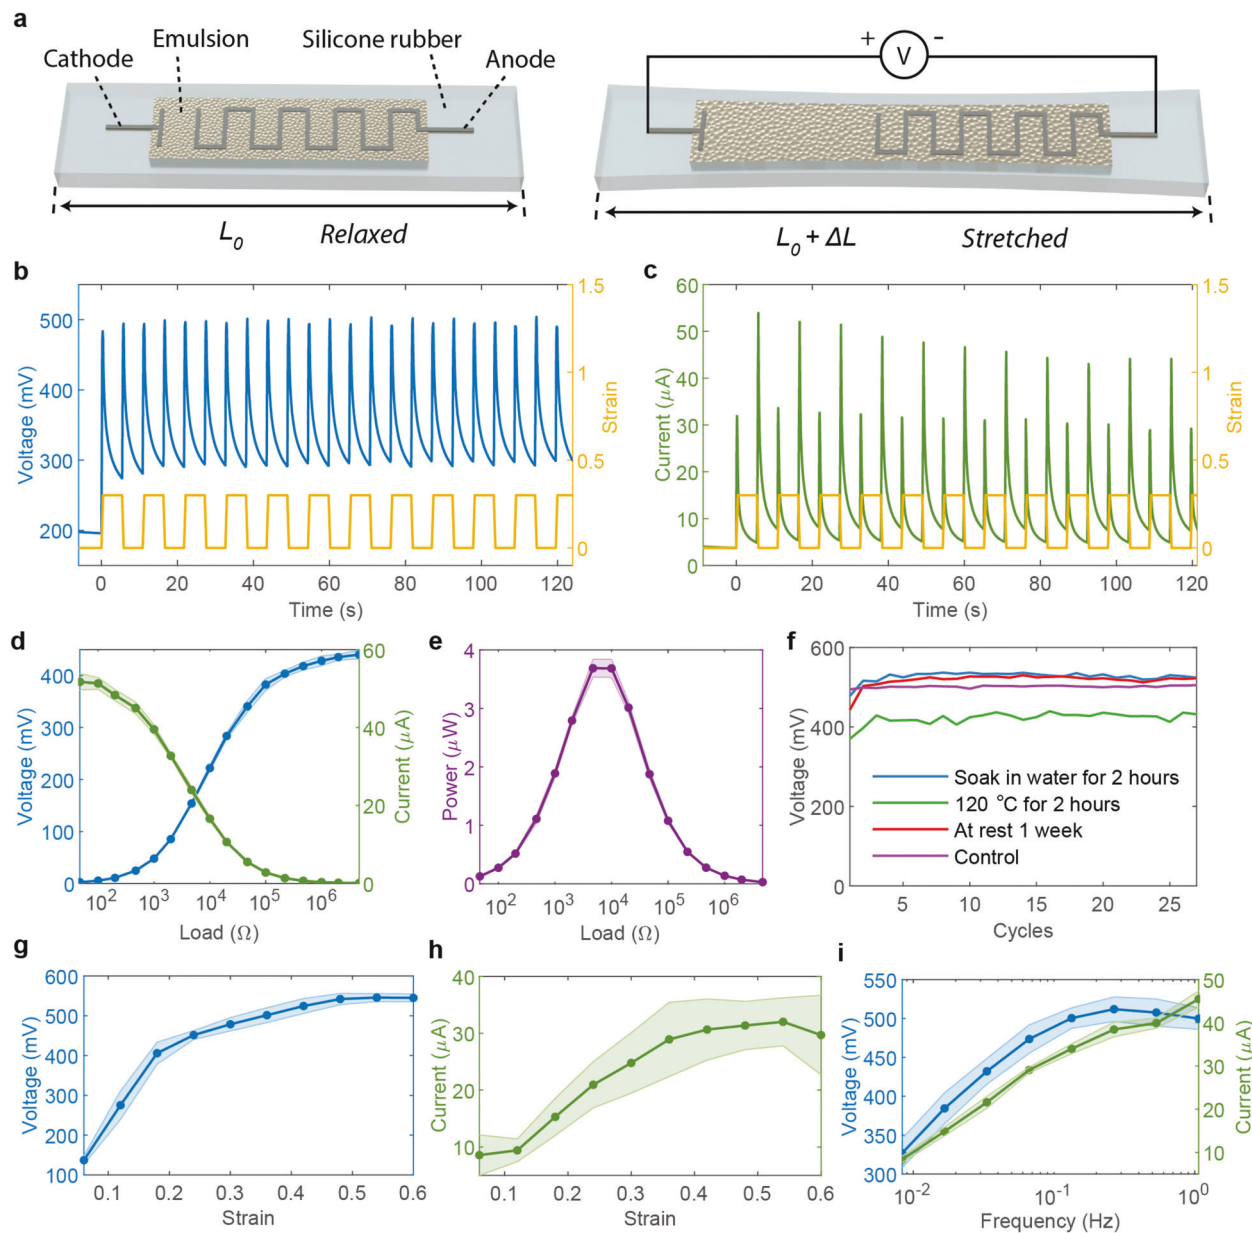 a
Emulsion
Silicone rubber
Cathode
Anode
+
V
-
L₀
Relaxed
L₀ + ΔL
Stretched
b
Voltage (mV)
500
400
300
200
1.5
1
0.5
0
Strain
0 20 40 60 80 100 120
Time (s)
c
Current (μA)
60
50
40
30
20
10
0
1.5
1
0.5
0
Strain
0 20 40 60 80 100 120
Time (s)
d
Voltage (mV)
400
300
200
100
0
60
40
20
0
Current (μA)
10² 10³ 10⁴ 10⁵ 10⁶
Load (Ω)
e
Power (μW)
4
3
2
1
0
10² 10³ 10⁴ 10⁵ 10⁶
Load (Ω)
f
Voltage (mV)
600
400
200
0
Soak in water for 2 hours
120 °C for 2 hours
At rest 1 week
Control
5 10 15 20 25
Cycles
g
Voltage (mV)
600
500
400
300
200
100
0.1 0.2 0.3 0.4 0.5 0.6
Strain
h
Current (μA)
40
30
20
10
0.1 0.2 0.3 0.4 0.5 0.6
Strain
i
Voltage (mV)
550
500
450
400
350
300
50
40
30
20
10
Current (μA)
10⁻² 10⁻¹ 10⁰
Frequency (Hz)